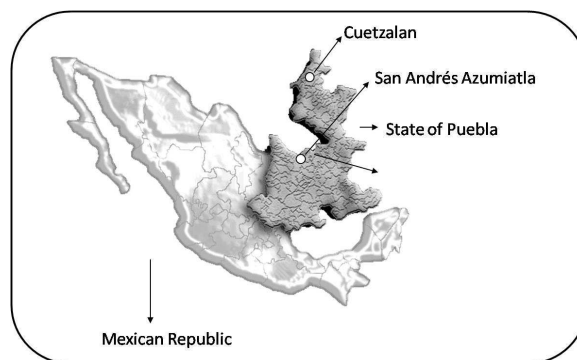 Cuetzalan
San Andrés Azumiatla
State of Puebla
Mexican Republic